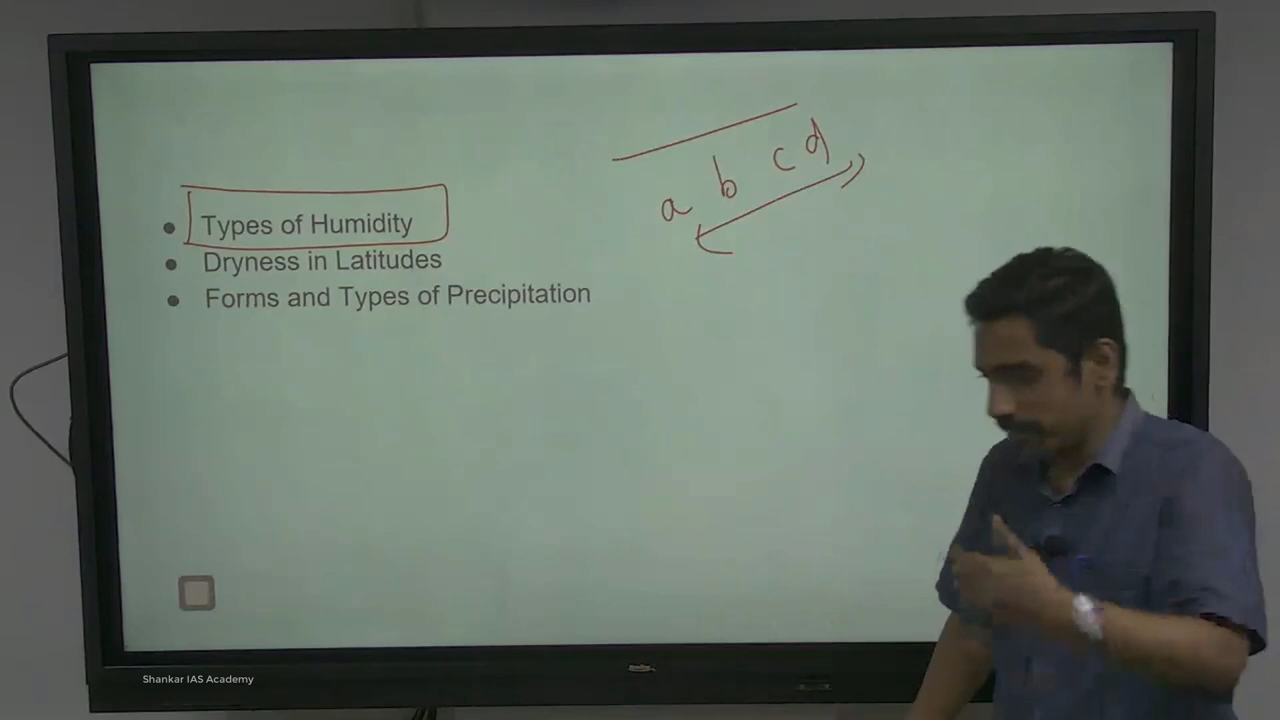 a b c d
• Types of Humidity
• Dryness in Latitudes
• Forms and Types of Precipitation
Shankar IAS Academy